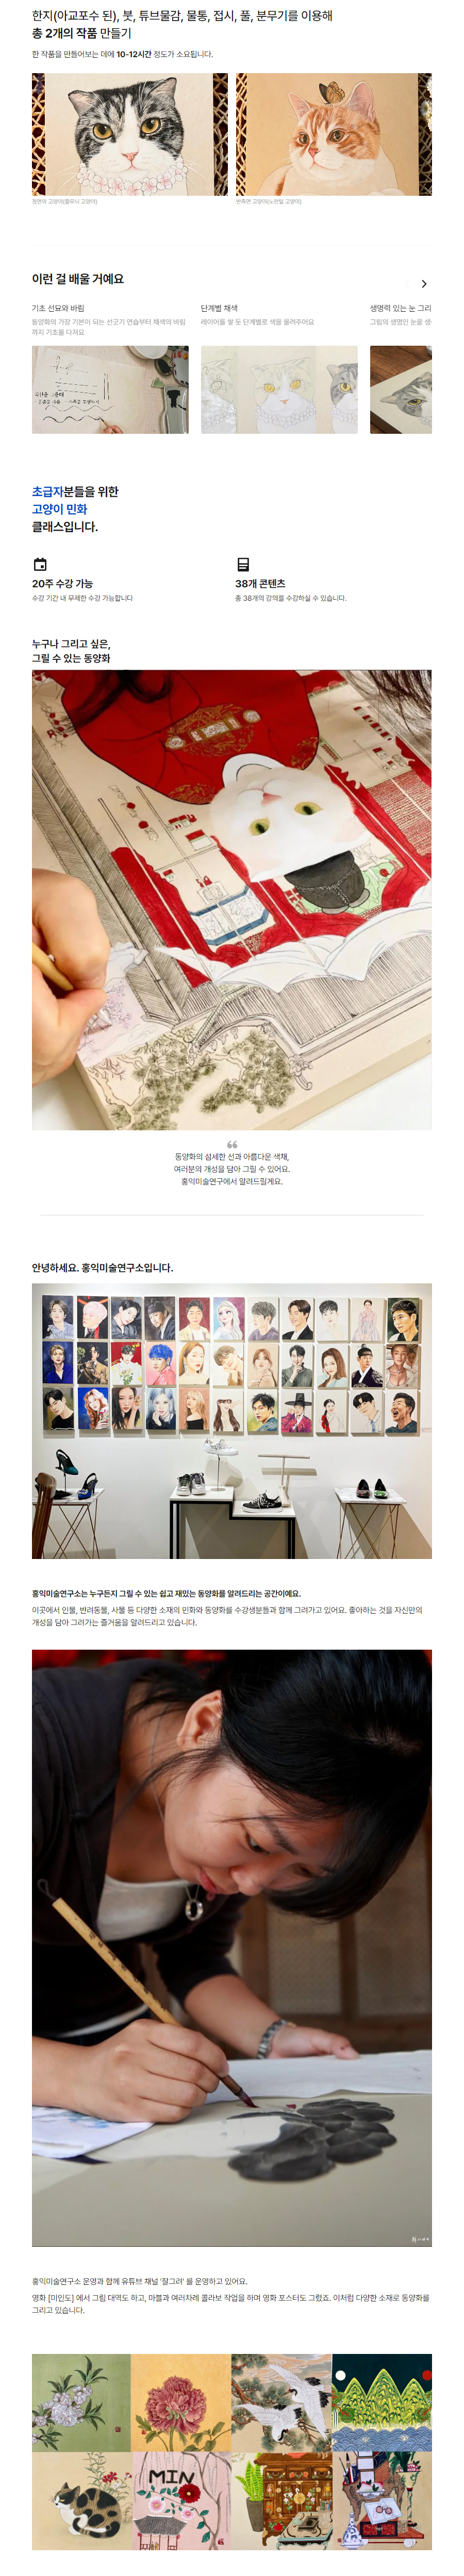 한지(아교포수 된), 붓, 튜브물감, 물통, 접시, 풀, 분무기를 이용해
총 2개의 작품 만들기
한 작품을 만들어보는 데에 10-12시간 정도가 소요됩니다.
정면의 고양이(줄무늬 고양이)
반측면 고양이(노란털 고양이)
이런 걸 배울 거예요
기초 선묘와 바림
동양화의 가장 기본이 되는 선긋기 연습부터 채색의 바림
까지 기초를 다져요
단계별 채색
레이어를 쌓 듯 단계별로 색을 올려주어요
생명력 있는 눈 그리
그림의 생명인 눈을 생
초급자분들을 위한
고양이 민화
클래스입니다.
20주 수강 가능
수강 기간 내 무제한 수강 가능합니다
38개 콘텐츠
총 38개의 강의를 수강하실 수 있습니다.
누구나 그리고 싶은,
그릴 수 있는 동양화
동양화의 섬세한 선과 아름다운 색채,
여러분의 개성을 담아 그릴 수 있어요.
홍익미술연구에서 알려드릴게요.
안녕하세요. 홍익미술연구소입니다.
홍익미술연구소는 누구든지 그릴 수 있는 쉽고 재밌는 동양화를 알려드리는 공간이예요.
이곳에서 인물, 반려동물, 사물 등 다양한 소재의 민화와 동양화를 수강생분들과 함께 그려가고 있어요. 좋아하는 것을 자신만의
개성을 담아 그려가는 즐거움을 알려드리고 있습니다.
홍익미술연구소 운영과 함께 유튜브 채널 '잘그려' 를 운영하고 있어요.
영화 [미인도] 에서 그림 대역도 하고, 마블과 여러차례 콜라보 작업을 하며 영화 포스터도 그렸죠. 이처럼 다양한 소재로 동양화를
그리고 있습니다.
MIN